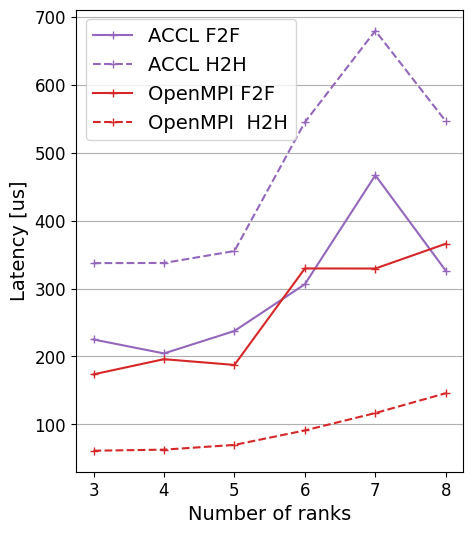 700
600
500
400
300
200
100
Latency [us]
ACCL F2F
ACCL H2H
OpenMPI F2F
OpenMPI  H2H
3 4 5 6 7 8
Number of ranks